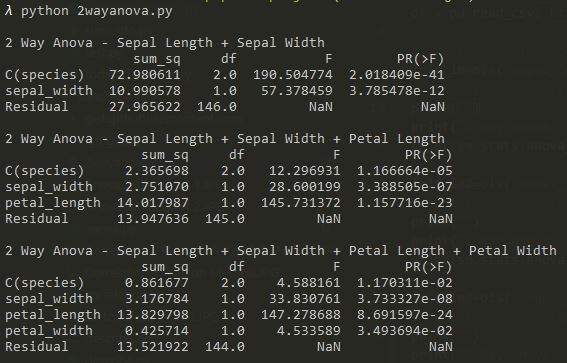 λ python 2wayanova.py
2 Way Anova - Sepal Length + Sepal Width
sum_sq df F PR(>F)
C(species) 72.980611 2.0 190.504774 2.018409e-41
sepal_width 10.990578 1.0 57.378459 3.785478e-12
Residual 27.965622 146.0 NaN NaN
2 Way Anova - Sepal Length + Sepal Width + Petal Length
sum_sq df F PR(>F)
C(species) 2.365698 2.0 12.296931 1.166664e-05
sepal_width 2.751070 1.0 28.600199 3.388505e-07
petal_length 14.017987 1.0 145.731372 1.157716e-23
Residual 13.947636 145.0 NaN NaN
2 Way Anova - Sepal Length + Sepal Width + Petal Length + Petal Width
sum_sq df F PR(>F)
C(species) 0.861677 2.0 4.588161 1.170311e-02
sepal_width 3.176784 1.0 33.830761 3.733327e-08
petal_length 13.829798 1.0 147.278688 8.691597e-24
petal_width 0.425714 1.0 4.533589 3.493694e-02
Residual 13.521922 144.0 NaN NaN